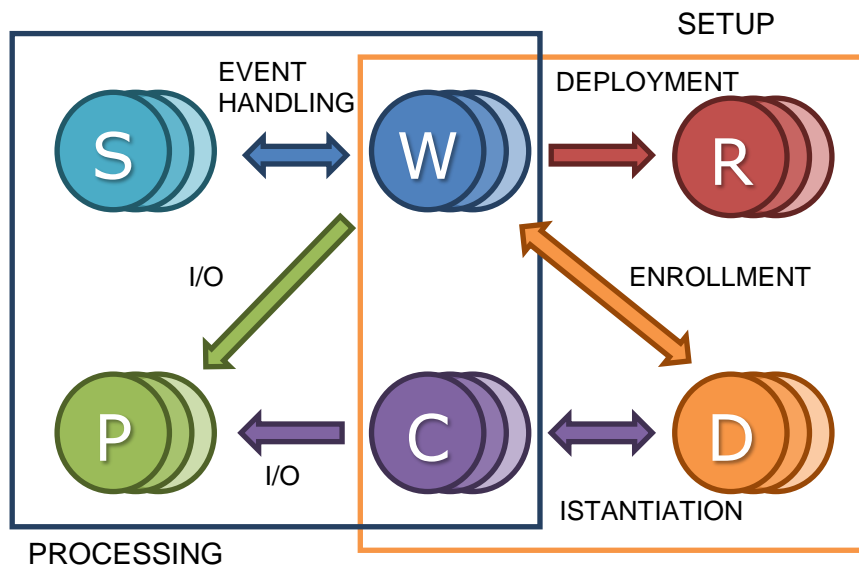 SETUP
EVENT
HANDLING
DEPLOYMENT
S
W
R
I/O
ENROLLMENT
P
C
D
I/O
ISTANTIATION
PROCESSING